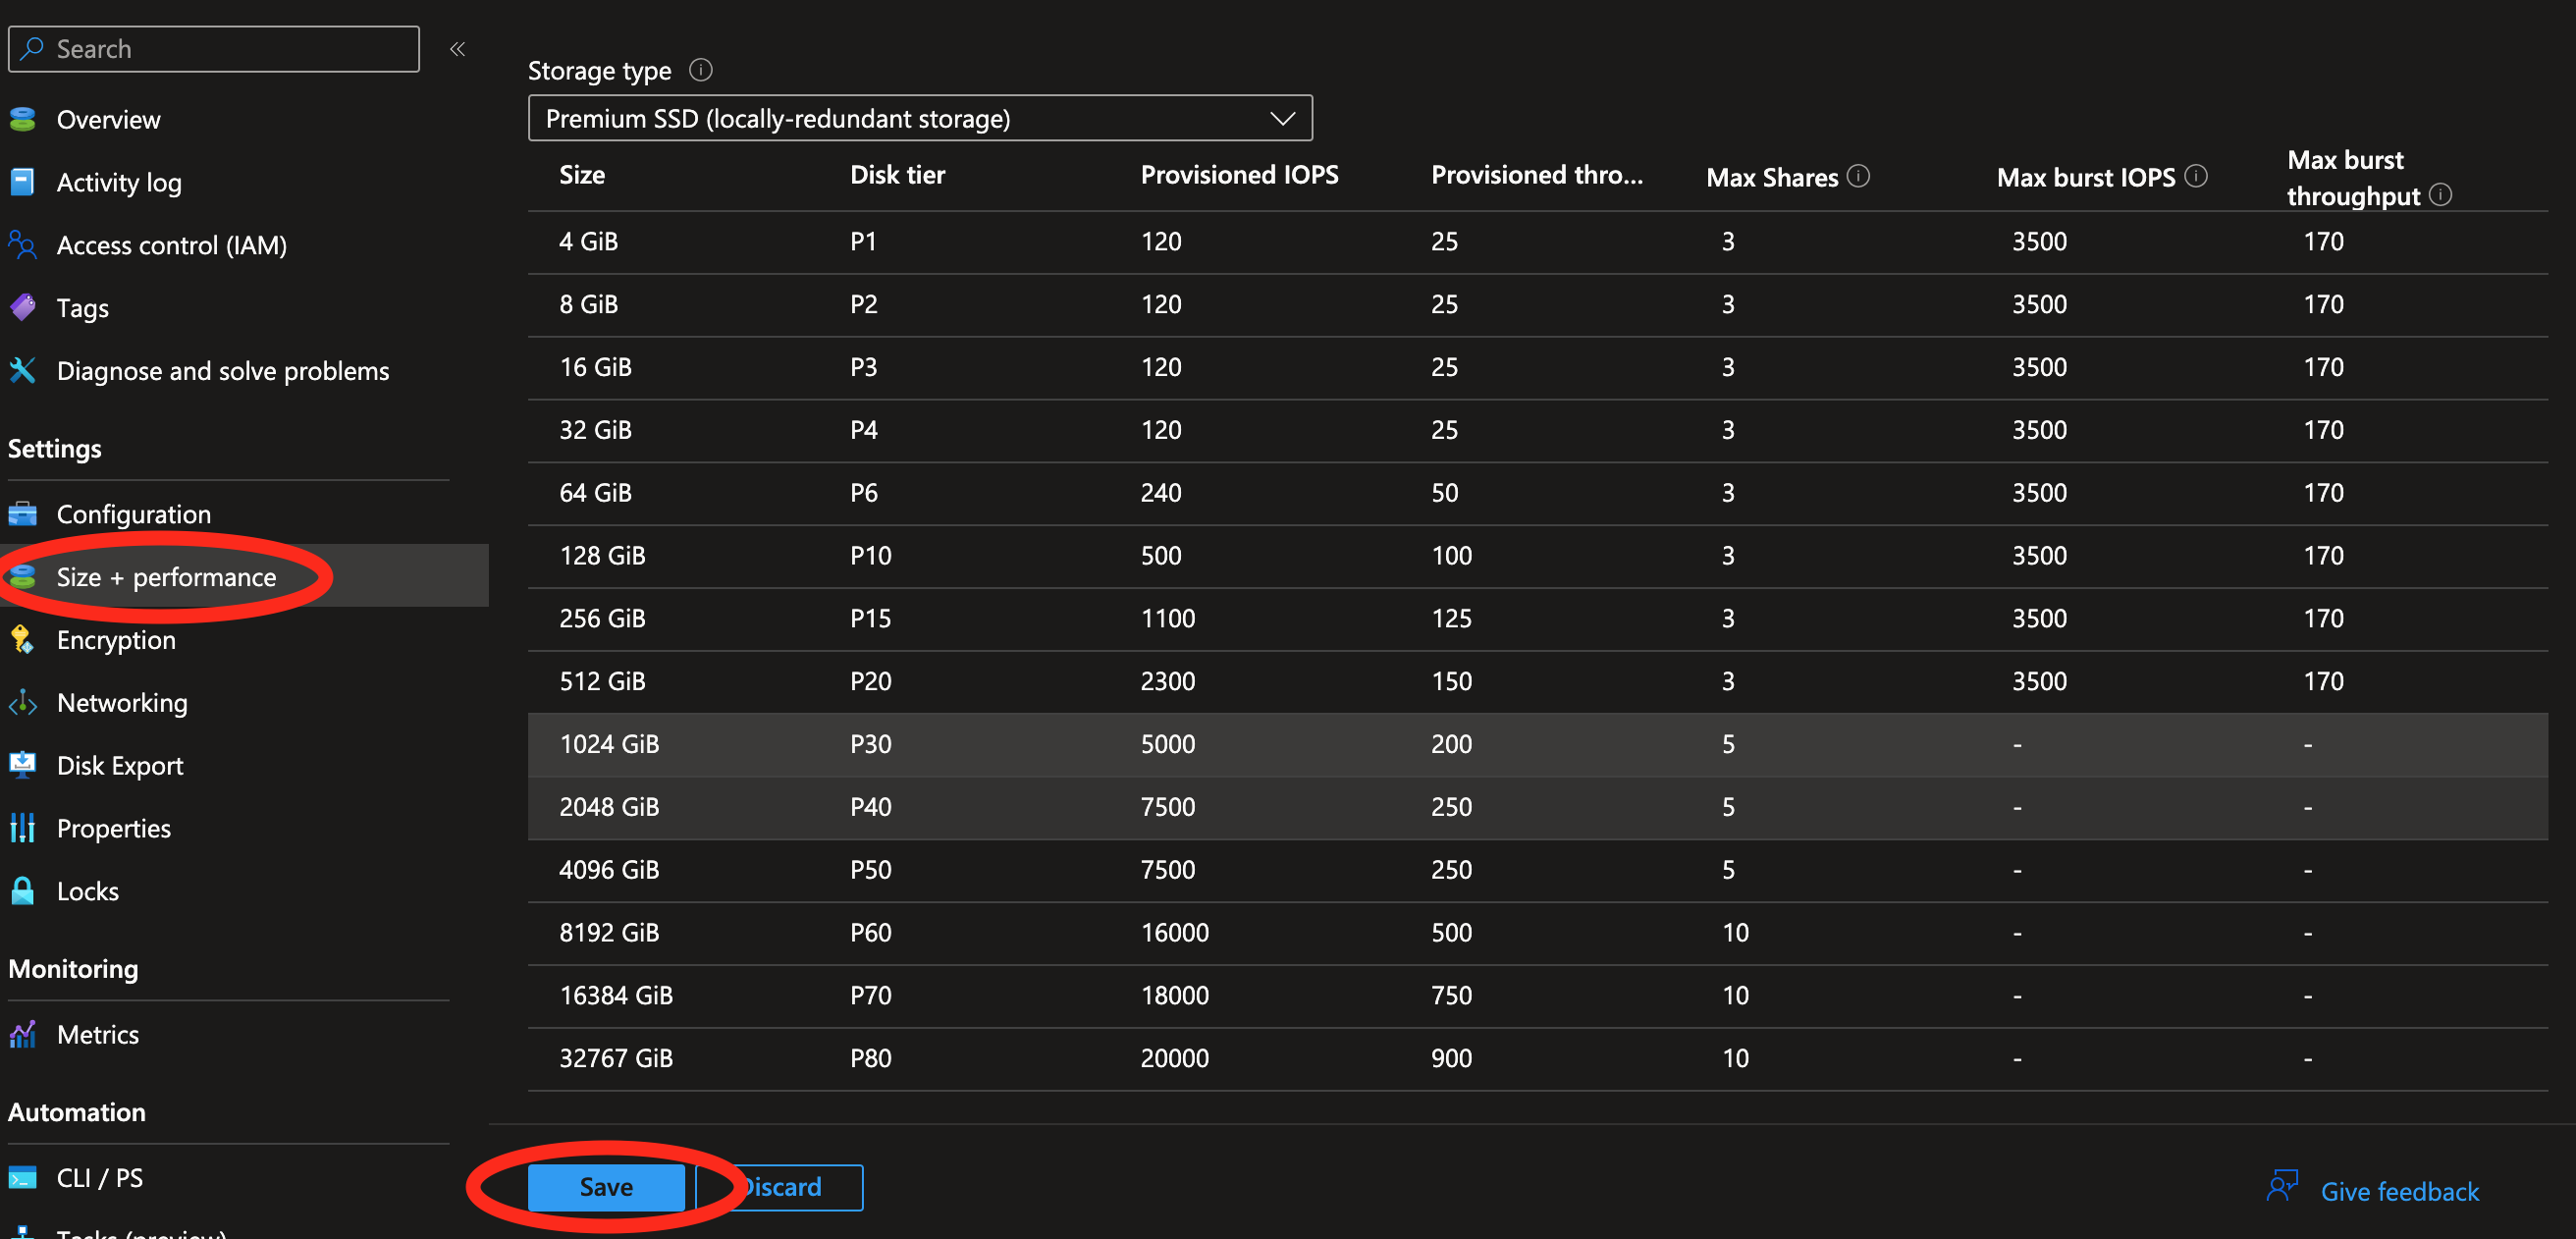 Search
«
Overview
Activity log
Access control (IAM)
Tags
Diagnose and solve problems
Settings
Configuration
Size + performance
Encryption
Networking
Disk Export
Properties
Locks
Monitoring
Metrics
Automation
CLI / PS
Tasks (preview)
Storage type
Premium SSD (locally-redundant storage)
Size Disk tier Provisioned IOPS Provisioned thro... Max Shares Max burst IOPS Max burst throughput
4 GiB P1 120 25 3 3500 170
8 GiB P2 120 25 3 3500 170
16 GiB P3 120 25 3 3500 170
32 GiB P4 120 25 3 3500 170
64 GiB P6 240 50 3 3500 170
128 GiB P10 500 100 3 3500 170
256 GiB P15 1100 125 3 3500 170
512 GiB P20 2300 150 3 3500 170
1024 GiB P30 5000 200 5 - -
2048 GiB P40 7500 250 5 - -
4096 GiB P50 7500 250 5 - -
8192 GiB P60 16000 500 10 - -
16384 GiB P70 18000 750 10 - -
32767 GiB P80 20000 900 10 - -
Save
Discard
Give feedback